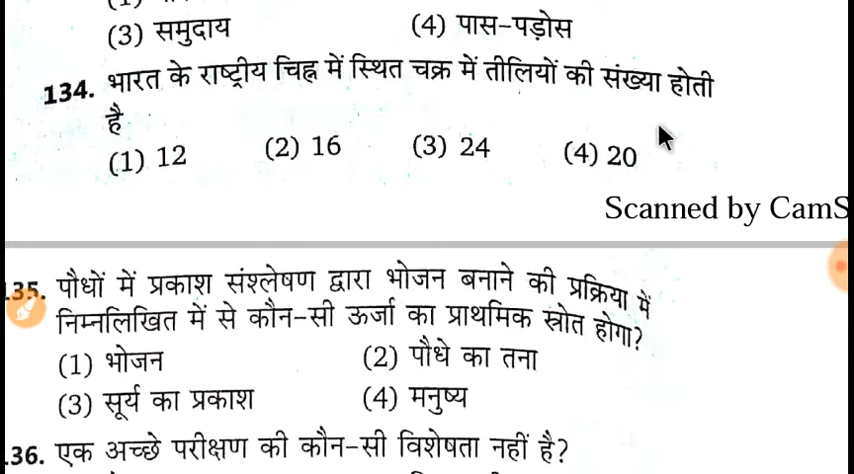 (3) समुदाय (4) पास-पड़ोस
134. भारत के राष्ट्रीय चिह्न में स्थित चक्र में तीलियों की संख्या होती
है
(1) 12 (2) 16 (3) 24 (4) 20
Scanned by CamS
35. पौधों में प्रकाश संश्लेषण द्वारा भोजन बनाने की प्रक्रिया में
निम्नलिखित में से कौन-सी ऊर्जा का प्राथमिक स्रोत होगा?
(1) भोजन (2) पौधे का तना
(3) सूर्य का प्रकाश (4) मनुष्य
36. एक अच्छे परीक्षण की कौन-सी विशेषता नहीं है?